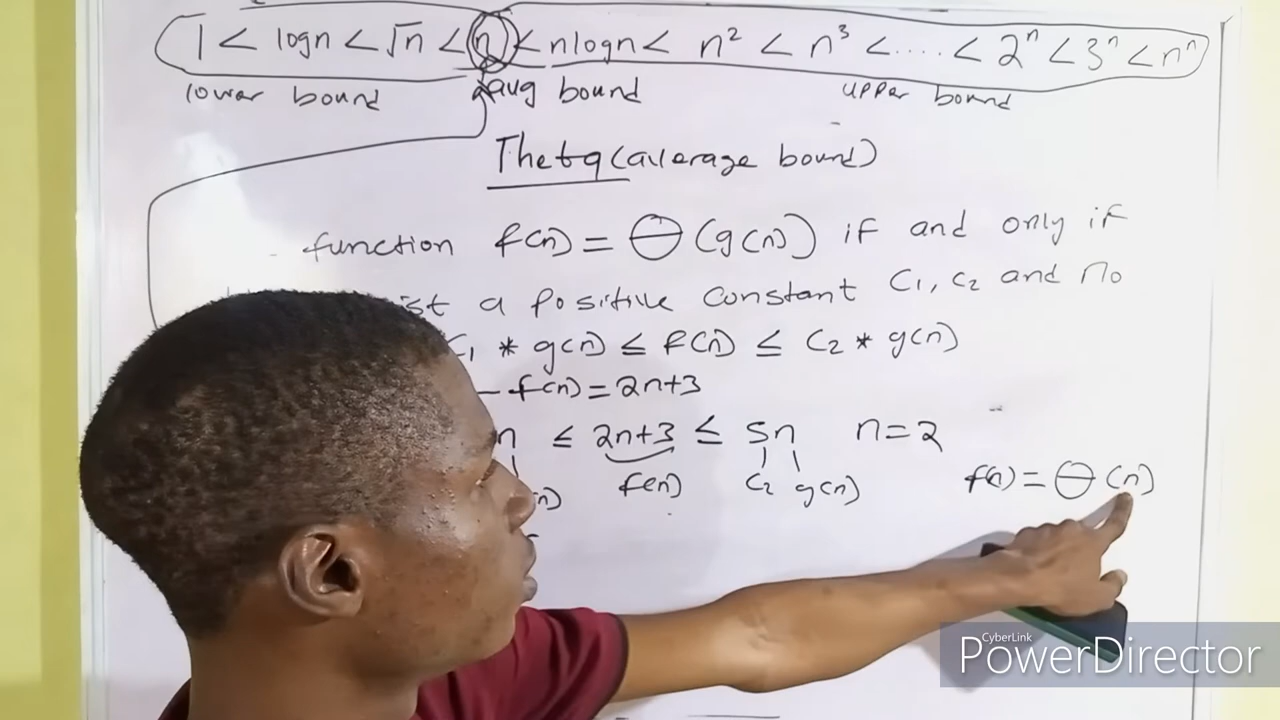 1 < logn < √n < n < nlogn < n² < n³ < .... < 2ⁿ < 3ⁿ < nⁿ
lower bound avg bound upper bound
Theta (average bound)
function f(n) = Θ (g(n)) if and only if
a positive constant C1, C2 and no
C1 * g(n) ≤ f(n) ≤ C2 * g(n)
f(n) = 2n+3
n ≤ 2n+3 ≤ 5n n=2
f(n) C2 g(n) f(n) = Θ (n)
CyberLink
PowerDirector